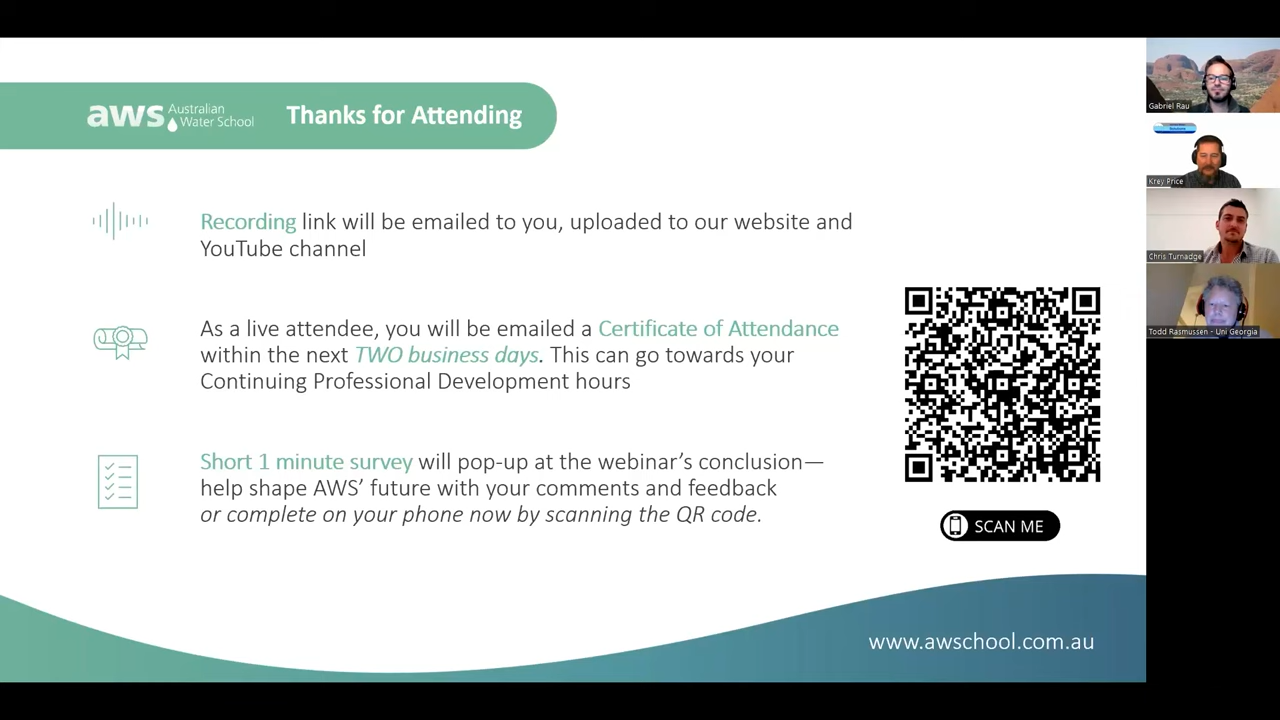 aws Australian
Water School
Thanks for Attending
Recording link will be emailed to you, uploaded to our website and
YouTube channel
As a live attendee, you will be emailed a Certificate of Attendance
within the next TWO business days. This can go towards your
Continuing Professional Development hours
Short 1 minute survey will pop-up at the webinar’s conclusion—
help shape AWS’ future with your comments and feedback
or complete on your phone now by scanning the QR code.
SCAN ME
www.awschool.com.au
Gabriel Rau
Krey Price
Chris Turnadge
Todd Rasmussen - Uni Georgia